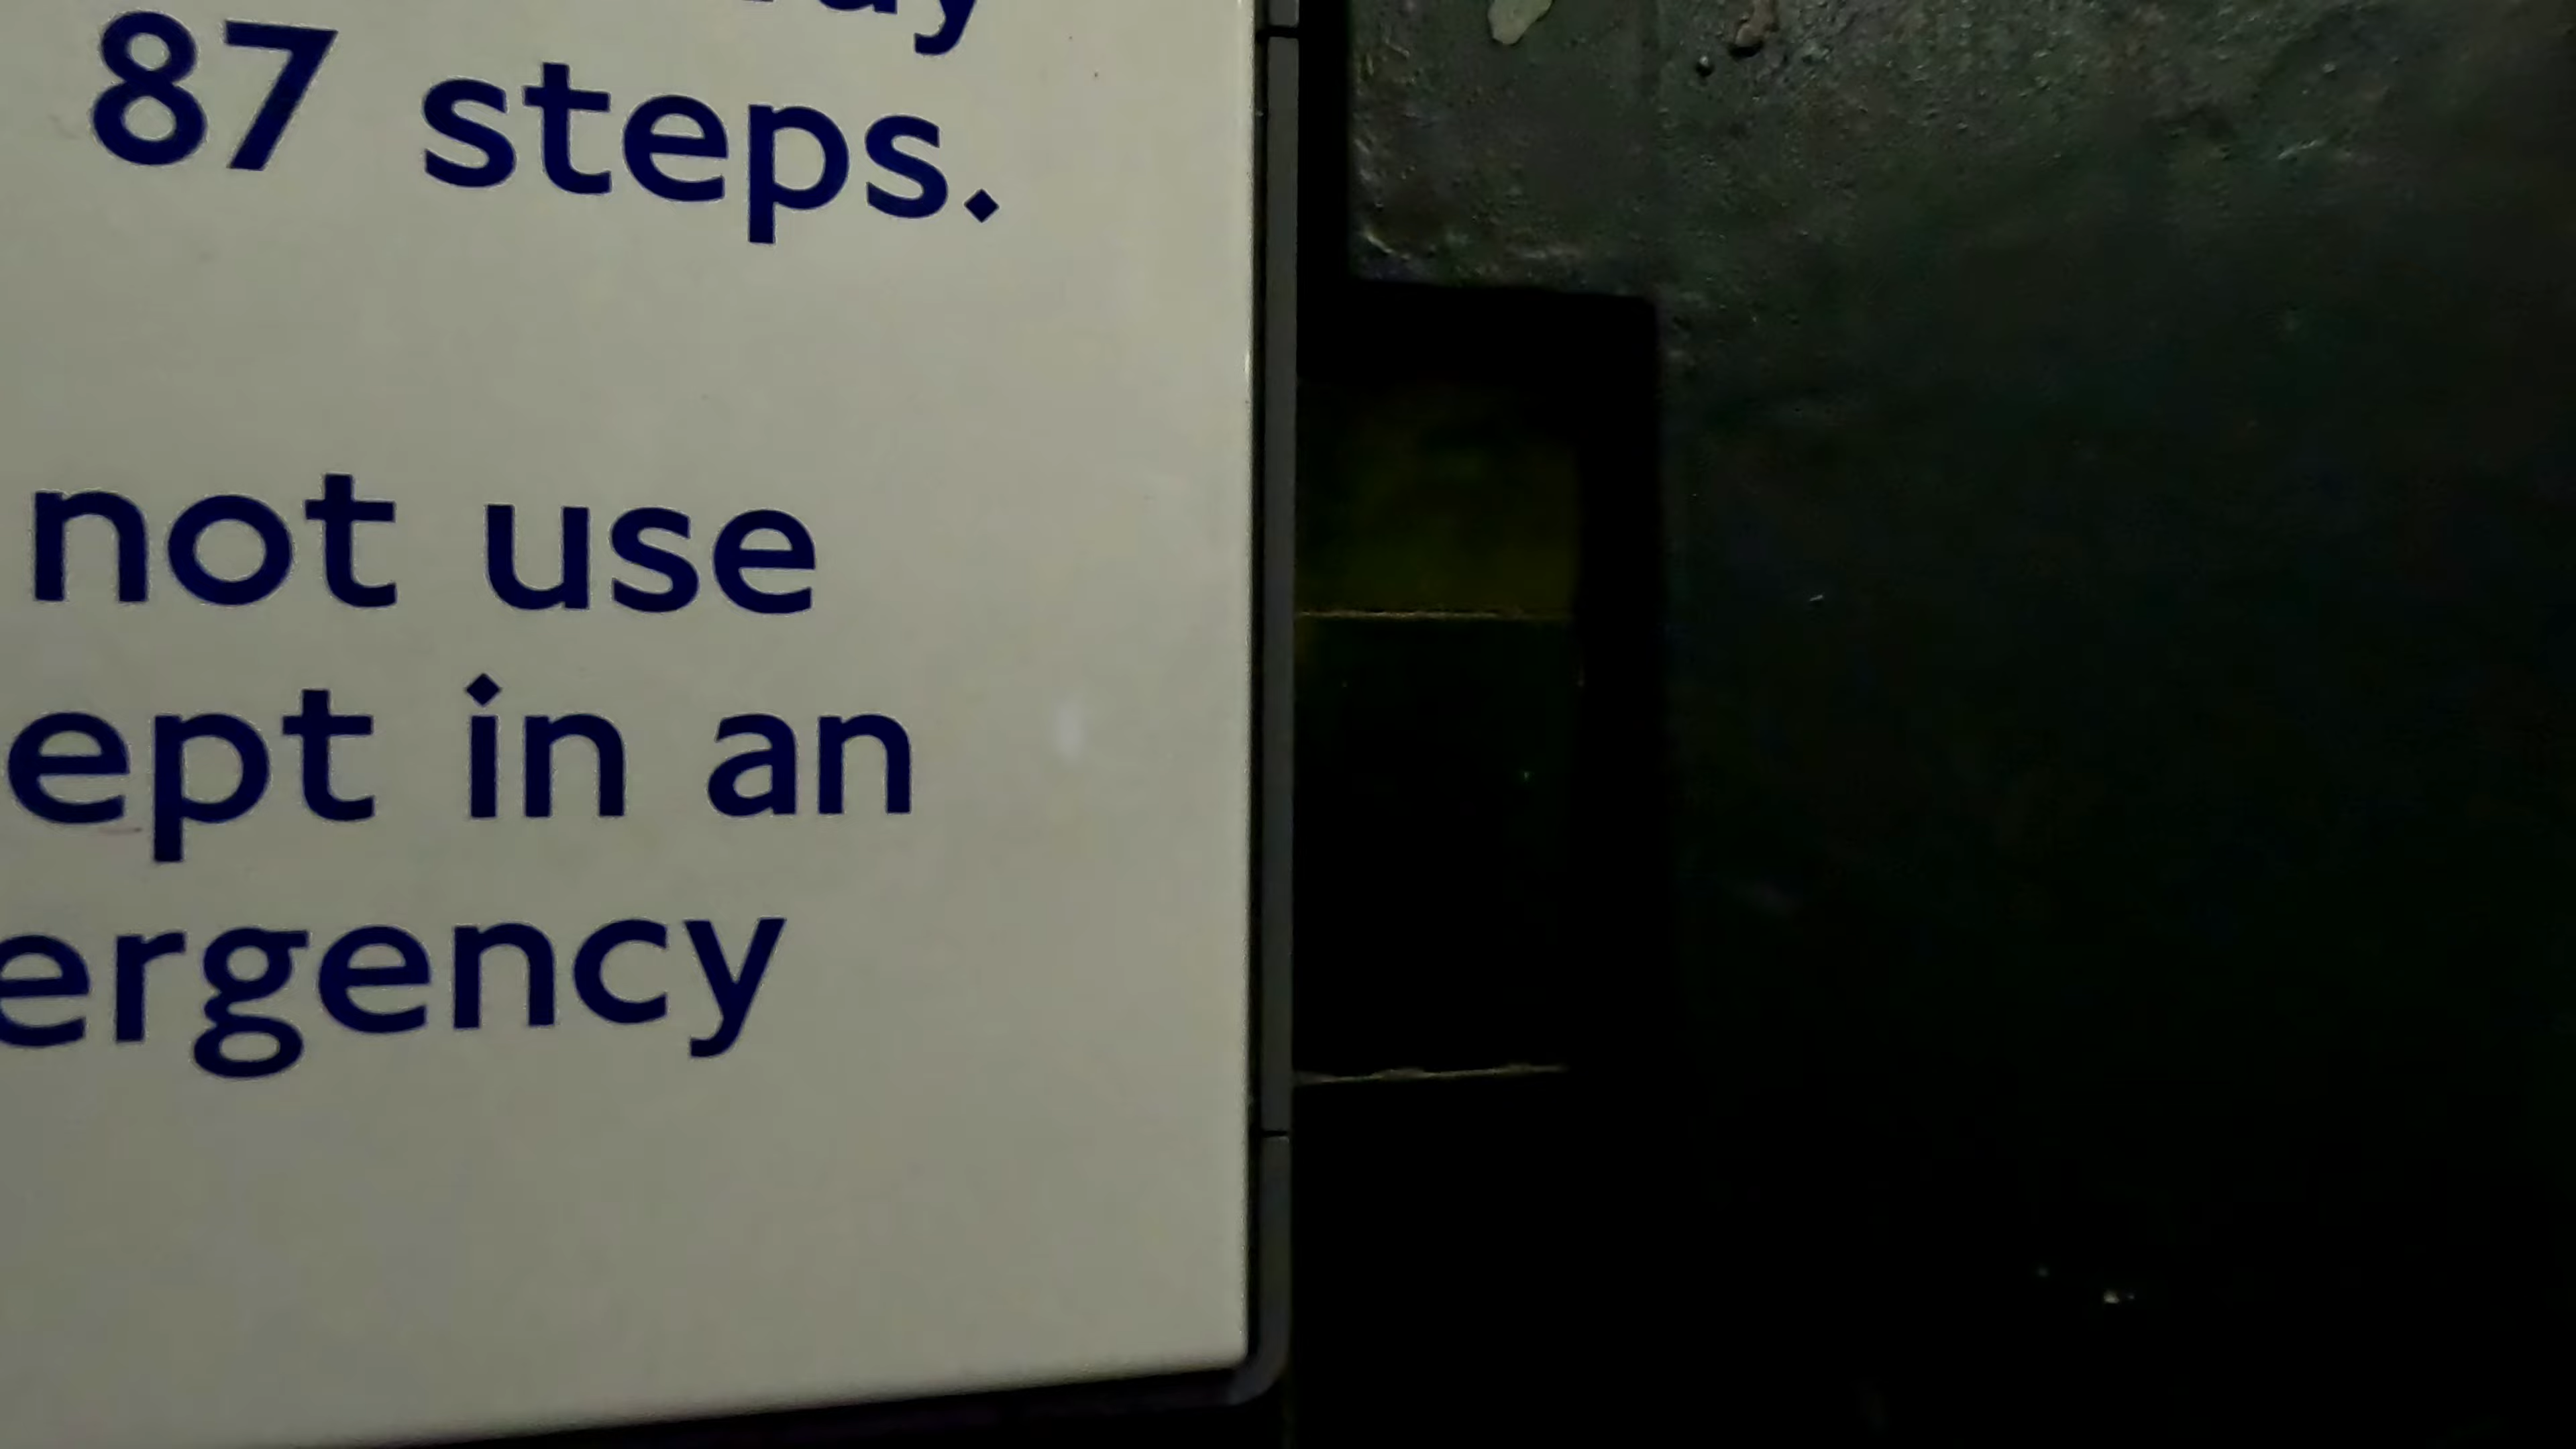 87 steps.
not use
ept in an
ergency